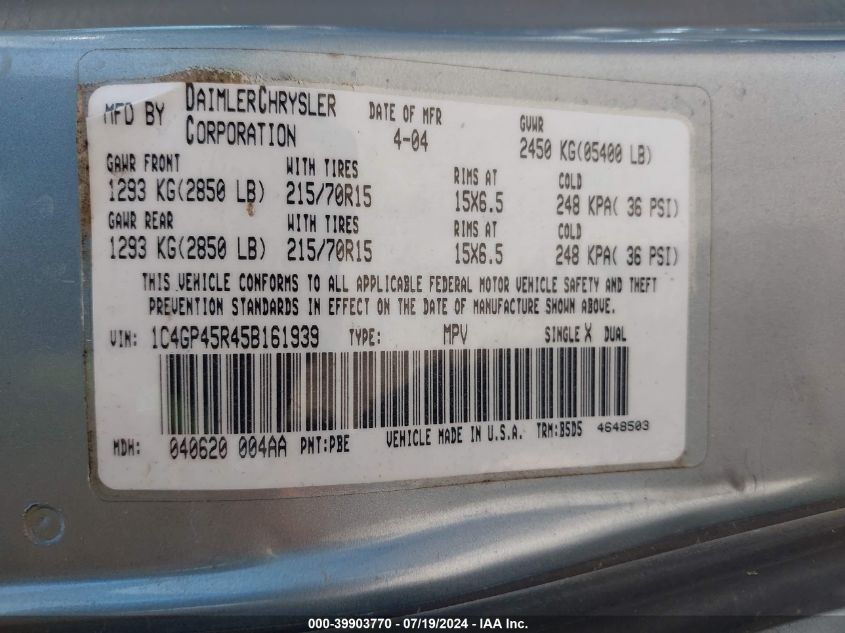 MFD BY DAIMLERCHRYSLER CORPORATION DATE OF MFR 4-04 GVWR 2450 KG(05400 LB)
GAWR FRONT WITH TIRES RIMS AT COLD
1293 KG(2850 LB) 215/70R15 15X6.5 248 KPA( 36 PSI)
GAWR REAR WITH TIRES RIMS AT COLD
1293 KG(2850 LB) 215/70R15 15X6.5 248 KPA( 36 PSI)
THIS VEHICLE CONFORMS TO ALL APPLICABLE FEDERAL MOTOR VEHICLE SAFETY AND THEFT
PREVENTION STANDARDS IN EFFECT ON THE DATE OF MANUFACTURE SHOWN ABOVE.
VIN: 1C4GP45R45B161939 TYPE: MPV SINGLE X DUAL
MDH: 040620 004AA PNT:PBE VEHICLE MADE IN U.S.A. TRM:B5D5 4648503
000-39903770 / 07/19/2024 - IAA Inc.